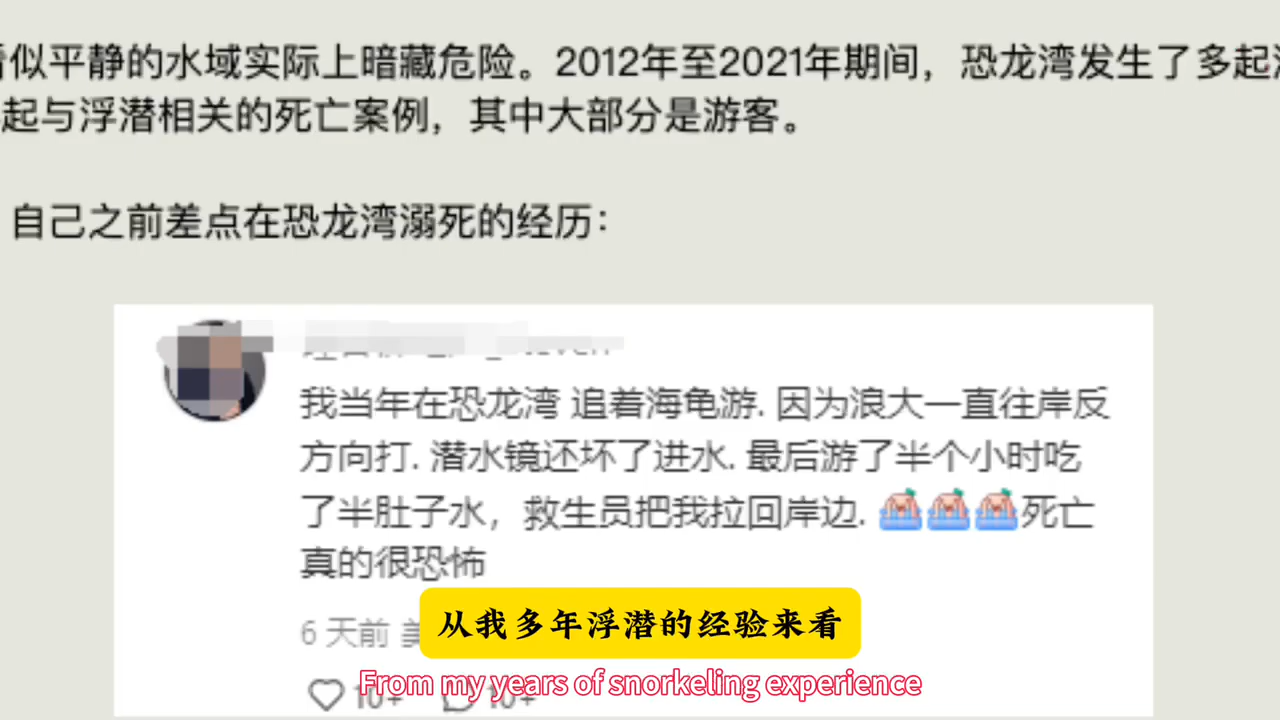 似平静的水域实际上暗藏危险。2012年至2021年期间，恐龙湾发生了多起
起与浮潜相关的死亡案例，其中大部分是游客。
自己之前差点在恐龙湾溺死的经历：
我当年在恐龙湾 追着海龟游. 因为浪大一直往岸反
方向打. 潜水镜还坏了进水. 最后游了半个小时吃
了半肚子水，救生员把我拉回岸边. 死亡
真的很恐怖
6 天前
从我多年浮潜的经验来看
10+ 10+
From my years of snorkeling experience